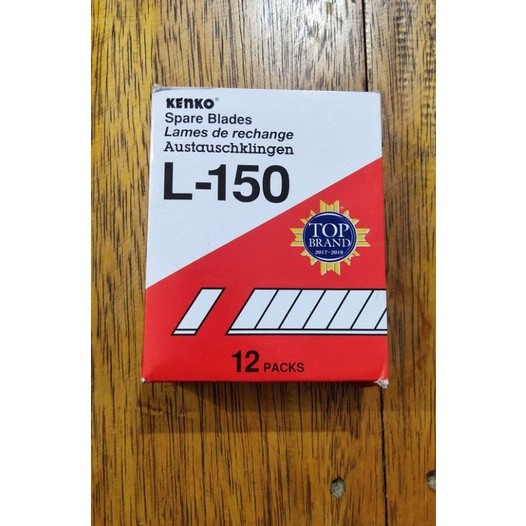 KENKO®
Spare Blades
Lames de rechange
Austauschklingen
L-150
TOP
BRAND
2017-2018
12 PACKS